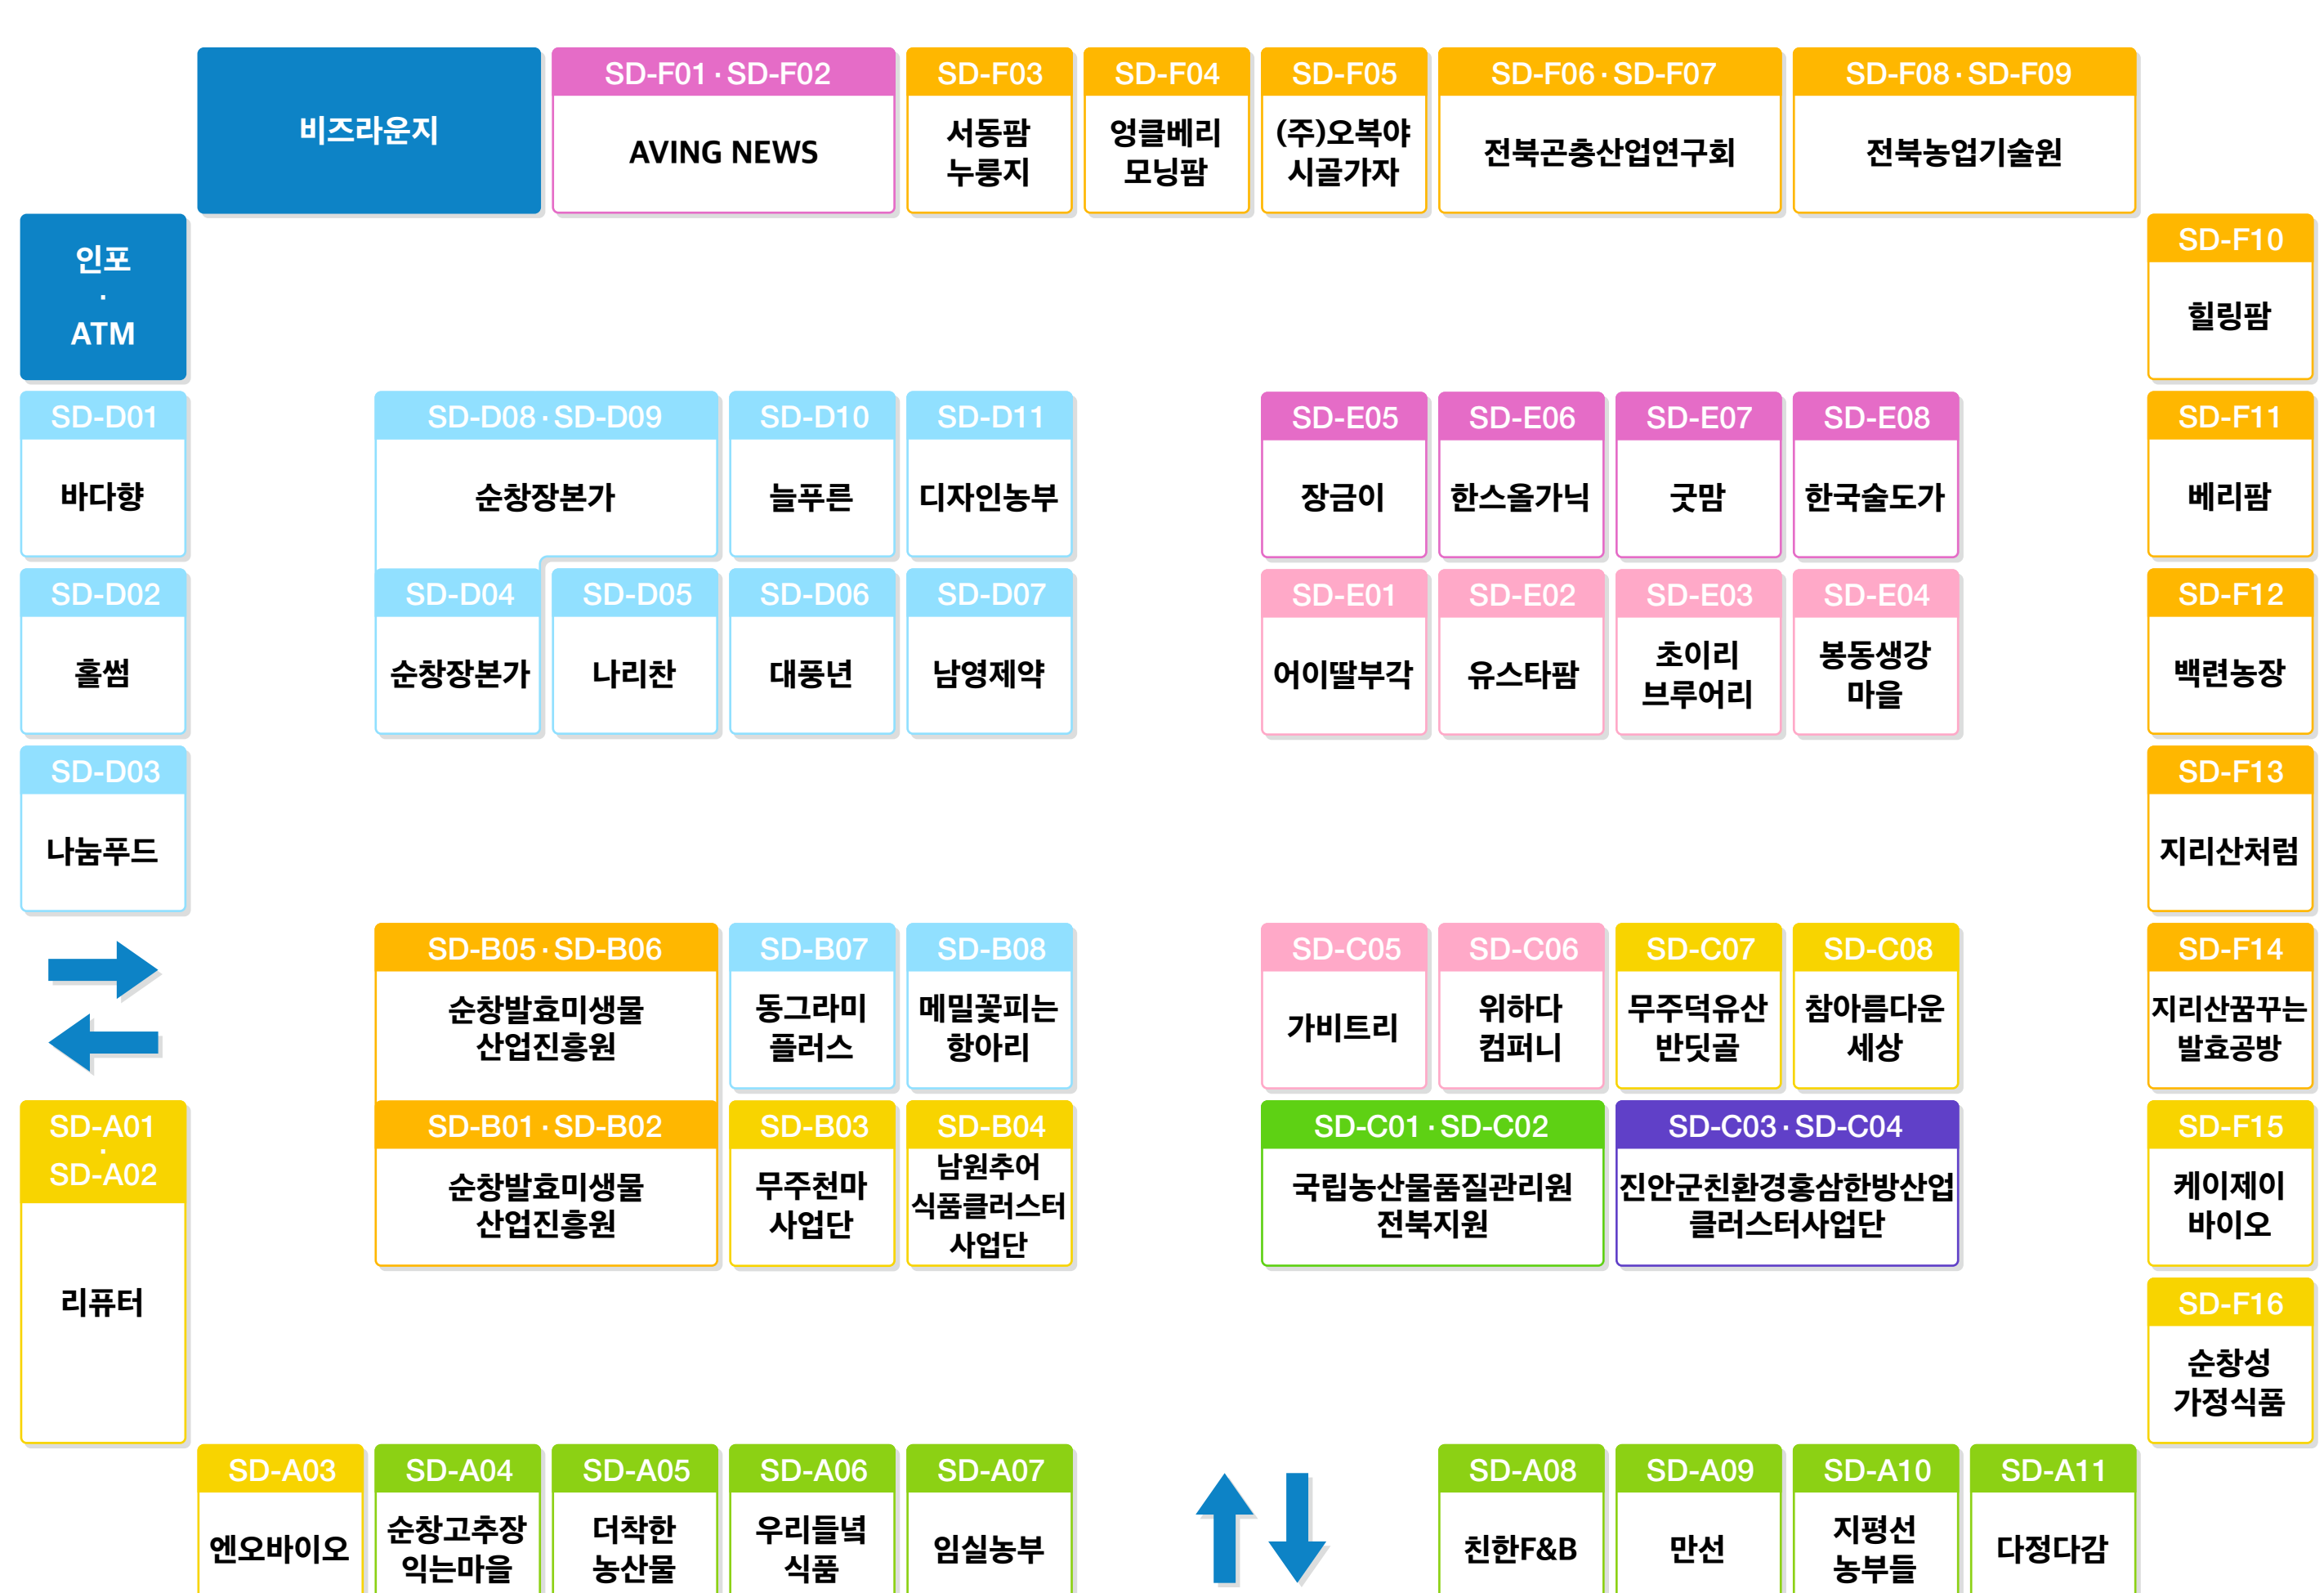 비즈라운지
SD-F01 · SD-F02
AVING NEWS
SD-F03
서동팜
누룽지
SD-F04
엉클베리
모닝팜
SD-F05
(주)오복야
시골가자
SD-F06 · SD-F07
전북곤충산업연구회
SD-F08 · SD-F09
전북농업기술원
인포
·
ATM
SD-F10
힐링팜
SD-D01
바다향
SD-D08 · SD-D09
순창장본가
SD-D10
늘푸른
SD-D11
디자인농부
SD-E05
장금이
SD-E06
한스올가닉
SD-E07
굿맘
SD-E08
한국술도가
SD-F11
베리팜
SD-D02
홀썸
SD-D04
순창장본가
SD-D05
나리찬
SD-D06
대풍년
SD-D07
남영제약
SD-E01
어이딸부각
SD-E02
유스타팜
SD-E03
초이리
브루어리
SD-E04
봉동생강
마을
SD-F12
백련농장
SD-D03
나눔푸드
SD-F13
지리산처럼
SD-B05 · SD-B06
순창발효미생물
산업진흥원
SD-B07
동그라미
플러스
SD-B08
메밀꽃피는
항아리
SD-C05
가비트리
SD-C06
위하다
컴퍼니
SD-C07
무주덕유산
반딧골
SD-C08
참아름다운
세상
SD-F14
지리산꿈꾸는
발효공방
SD-A01
·
SD-A02
리퓨터
SD-B01 · SD-B02
순창발효미생물
산업진흥원
SD-B03
무주천마
사업단
SD-B04
남원추어
식품클러스터
사업단
SD-C01 · SD-C02
국립농산물품질관리원
전북지원
SD-C03 · SD-C04
진안군친환경홍삼한방산업
클러스터사업단
SD-F15
케이제이
바이오
SD-F16
순창성
가정식품
SD-A03
엔오바이오
SD-A04
순창고추장
익는마을
SD-A05
더착한
농산물
SD-A06
우리들녘
식품
SD-A07
임실농부
SD-A08
친한F&B
SD-A09
만선
SD-A10
지평선
농부들
SD-A11
다정다감